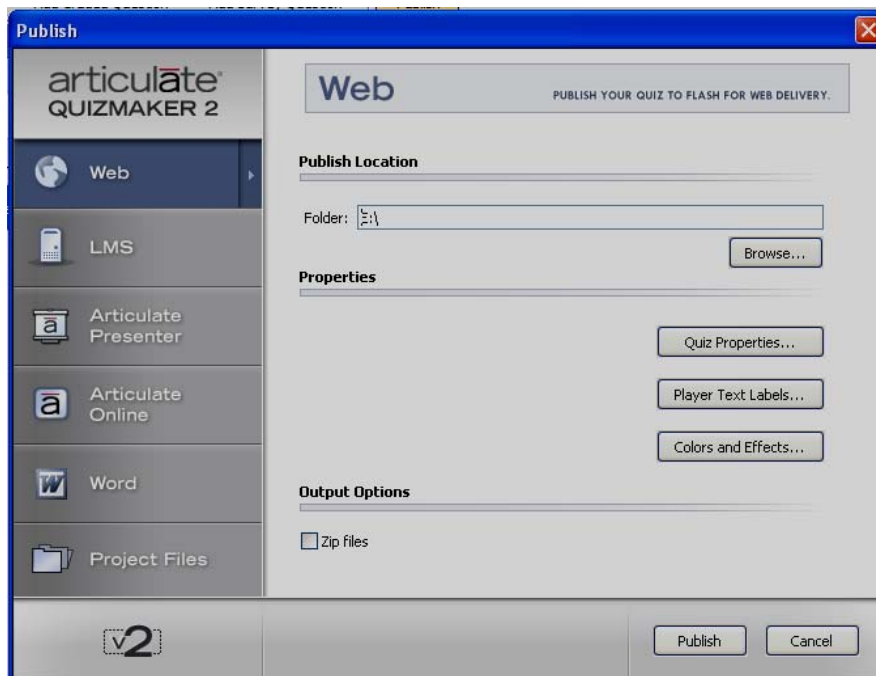 Publish
articulāte®
QUIZMAKER 2
Web
PUBLISH YOUR QUIZ TO FLASH FOR WEB DELIVERY.
Web
LMS
Articulate
Presenter
Articulate
Online
Word
Project Files
Publish Location
Folder: E:\
Browse...
Properties
Quiz Properties...
Player Text Labels...
Colors and Effects...
Output Options
Zip files
v2
Publish
Cancel